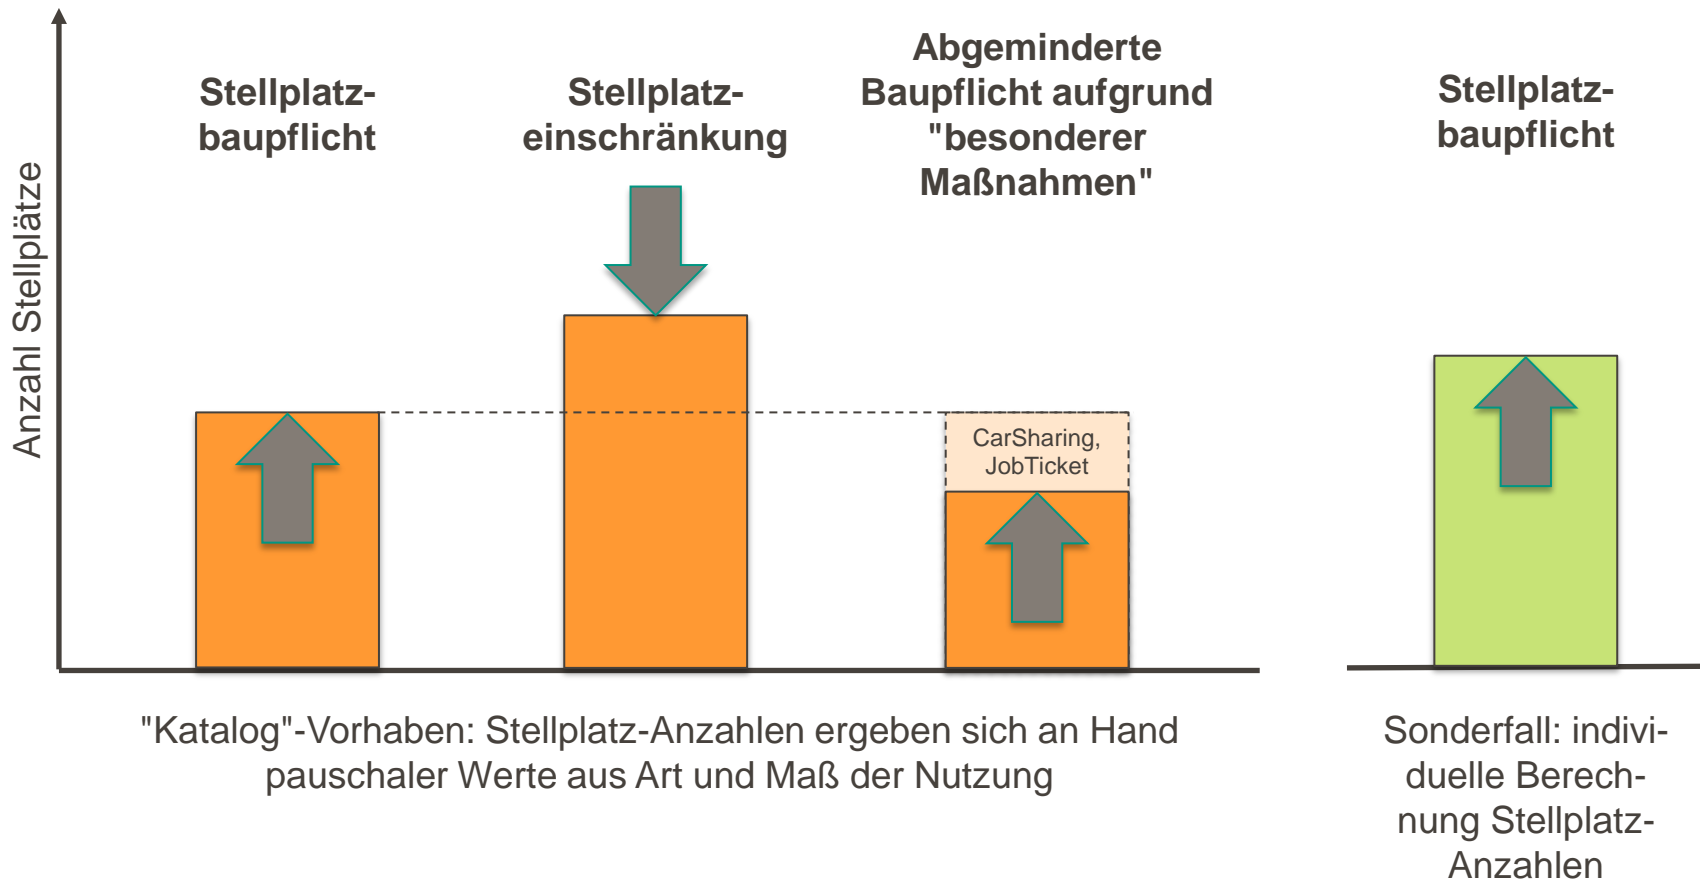 Anzahl Stellplätze
Stellplatz-
baupflicht
Stellplatz-
einschränkung
Abgeminderte
Baupflicht aufgrund
"besonderer
Maßnahmen"
Stellplatz-
baupflicht
CarSharing,
JobTicket
"Katalog"-Vorhaben: Stellplatz-Anzahlen ergeben sich an Hand
pauschaler Werte aus Art und Maß der Nutzung
Sonderfall: indivi-
duelle Berech-
nung Stellplatz-
Anzahlen